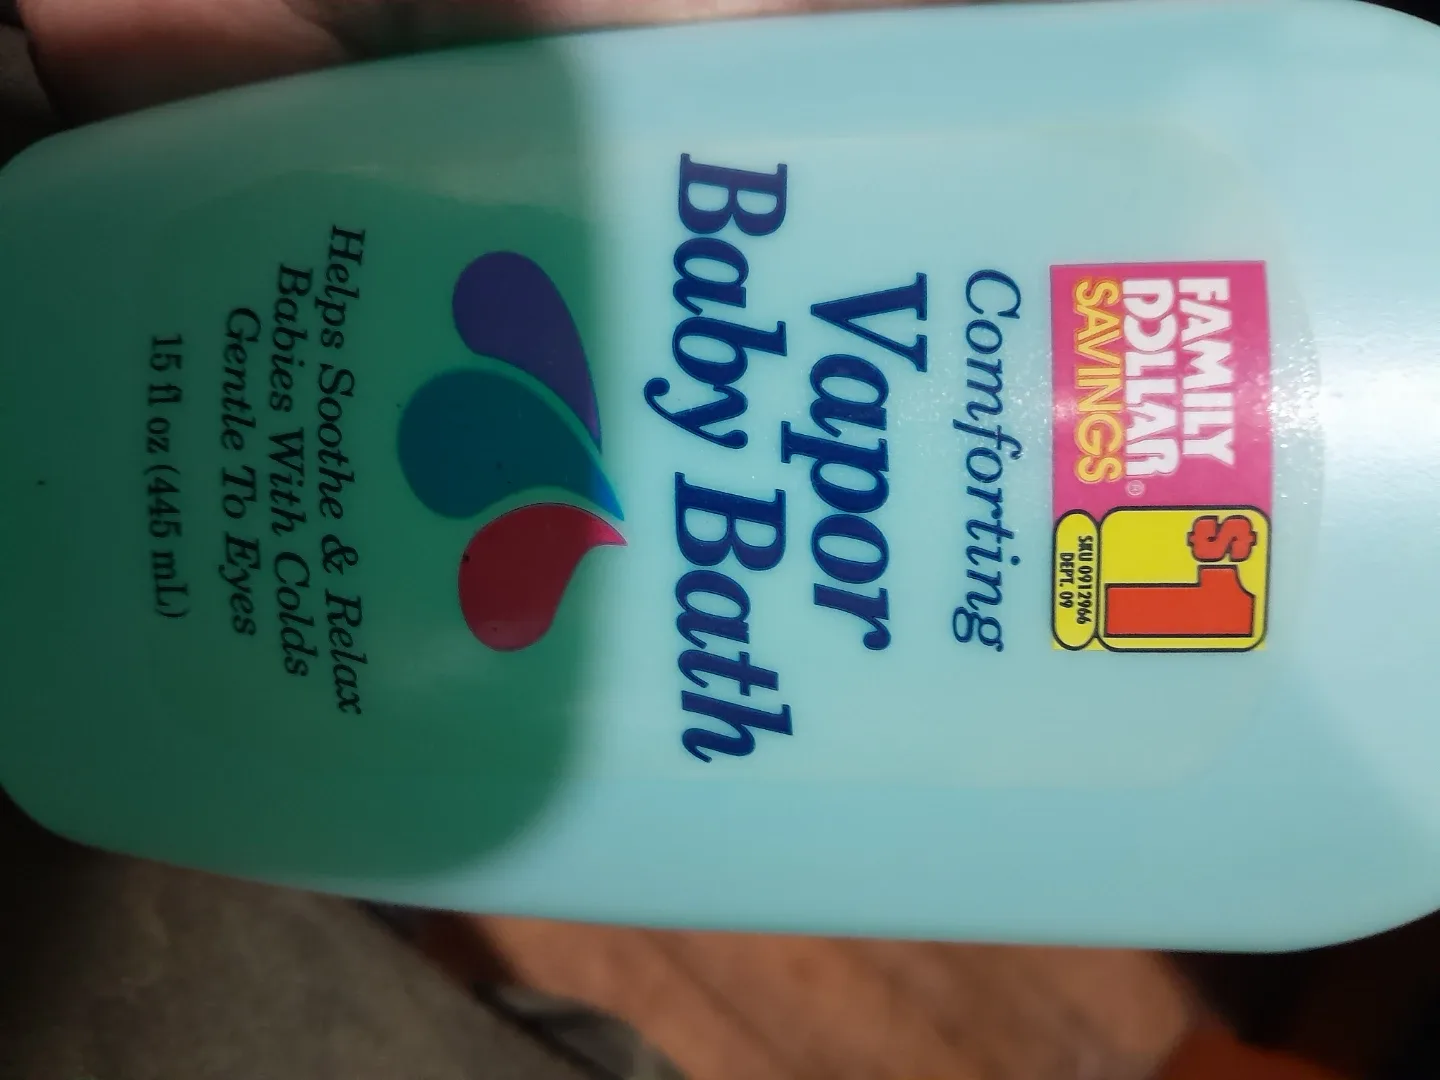 FAMILY
DOLLAR®
SAVINGS
$1
SKU 0912966
DEPT. 09
Comforting
Vapor
Baby Bath
Helps Soothe & Relax
Babies With Colds
Gentle To Eyes
15 fl oz (445 mL)